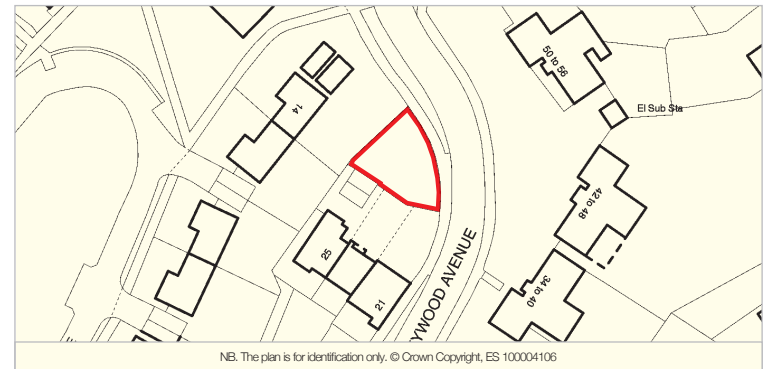 50 to 56
El Sub Sta
14
42 to 48
25
YWOOD AVENUE
21
34 to 40
NB. The plan is for identification only. © Crown Copyright, ES 100004106